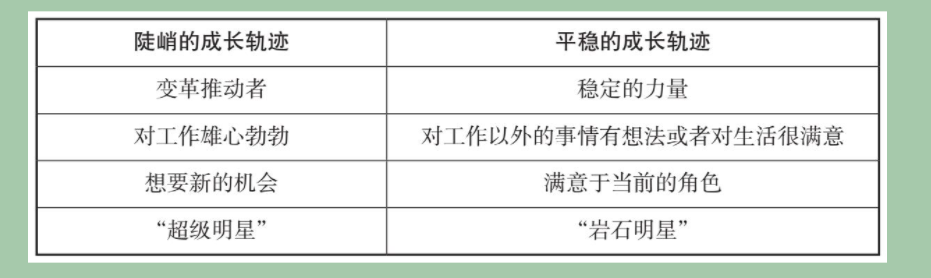 陡峭的成长轨迹 平稳的成长轨迹
变革推动者 稳定的力量
对工作雄心勃勃 对工作以外的事情有想法或者对生活很满意
想要新的机会 满意于当前的角色
“超级明星” “岩石明星”